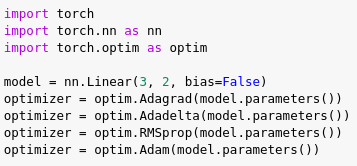 import torch
import torch.nn as nn
import torch.optim as optim
model = nn.Linear(3, 2, bias=False)
optimizer = optim.Adagrad(model.parameters())
optimizer = optim.Adadelta(model.parameters())
optimizer = optim.RMSprop(model.parameters())
optimizer = optim.Adam(model.parameters())